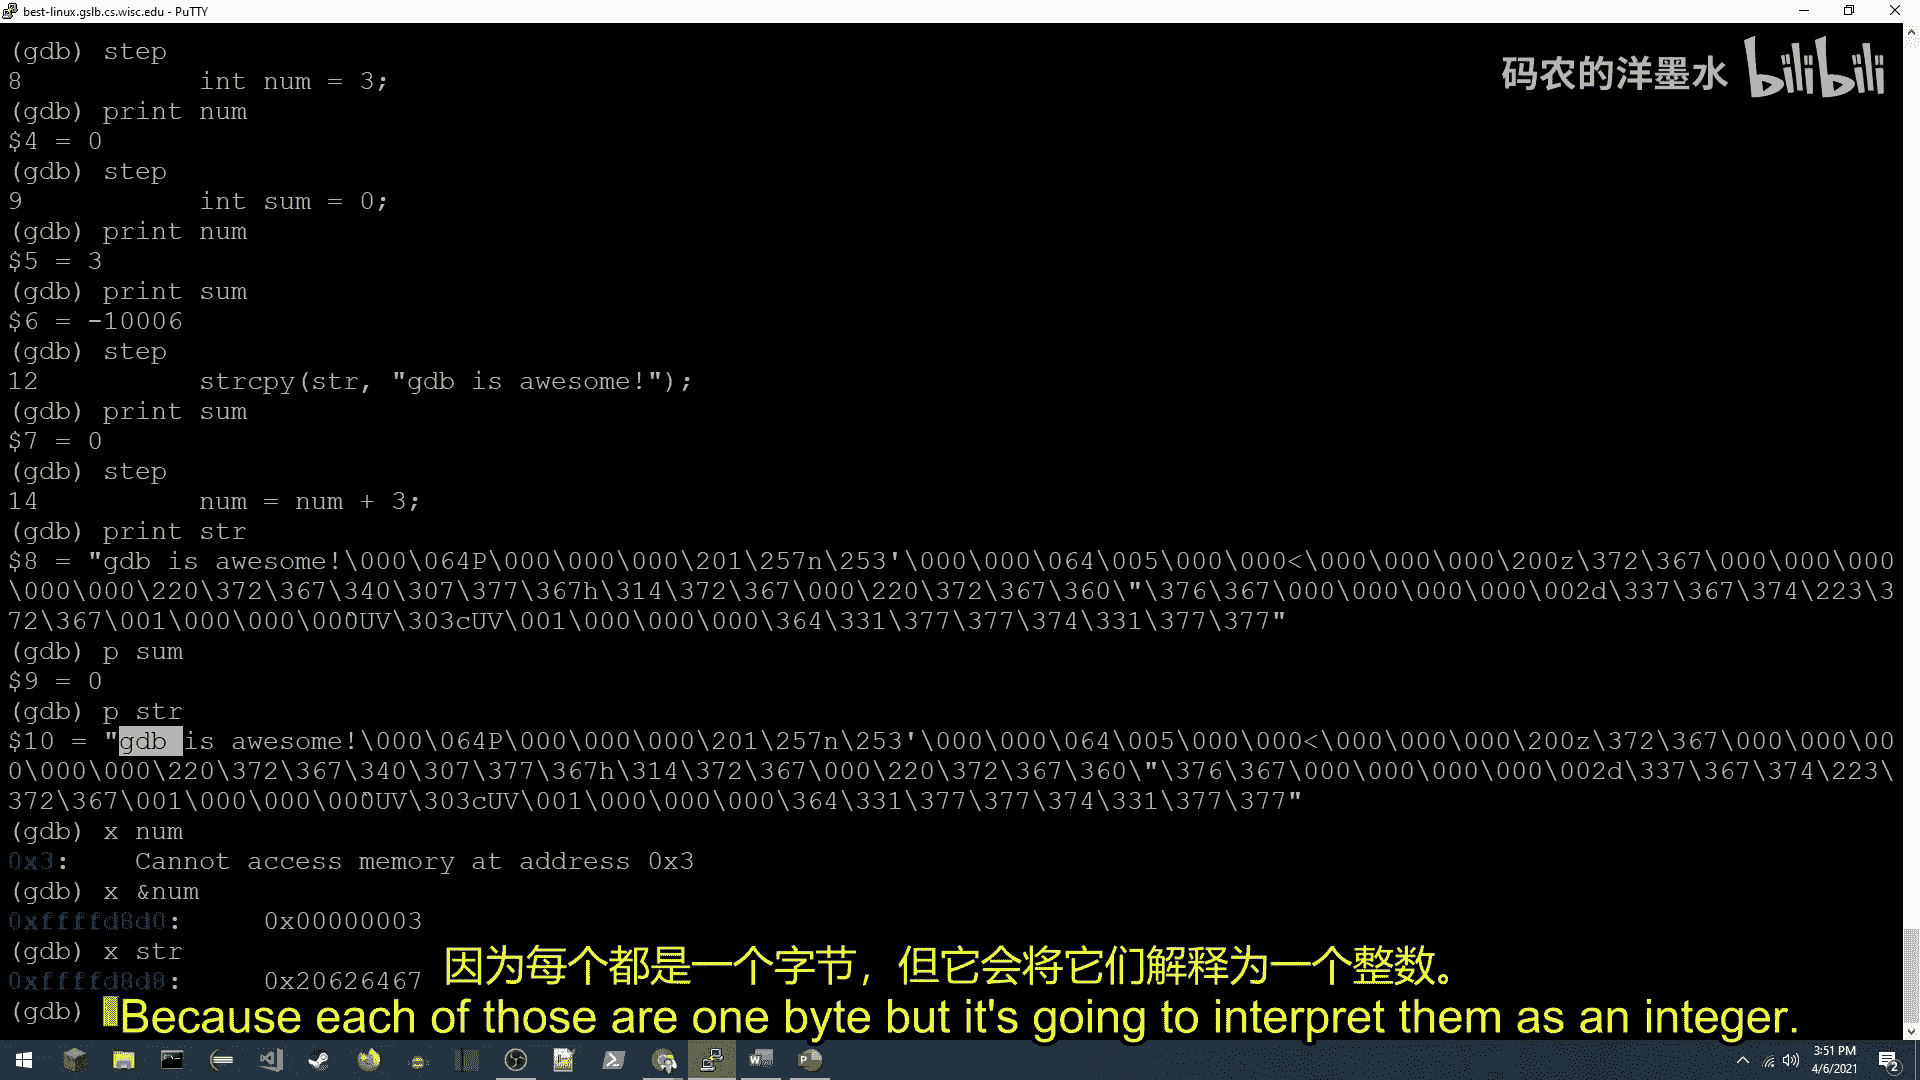 best-linux.gslb.cs.wisc.edu - PuTTY
码农的洋墨水 bilibili
(gdb) step
8            int num = 3;
(gdb) print num
$4 = 0
(gdb) step
9            int sum = 0;
(gdb) print num
$5 = 3
(gdb) print sum
$6 = -10006
(gdb) step
12           strcpy(str, "gdb is awesome!");
(gdb) print sum
$7 = 0
(gdb) step
14           num = num + 3;
(gdb) print str
$8 = "gdb is awesome!\000\064P\000\000\000\201\257n\253'\000\000\064\005\000\000<\000\000\000\200z\372\367\000\000\000
\000\000\220\372\367\340\307\377\367h\314\372\367\000\220\372\367\360\"\376\367\000\000\000\000\002d\337\367\374\223\3
72\367\001\000\000\000UV\303cUV\001\000\000\000\364\331\377\377\374\331\377\377"
(gdb) p sum
$9 = 0
(gdb) p str
$10 = "gdb is awesome!\000\064P\000\000\000\201\257n\253'\000\000\064\005\000\000<\000\000\000\200z\372\367\000\000\00
0\000\000\220\372\367\340\307\377\367h\314\372\367\000\220\372\367\360\"\376\367\000\000\000\000\002d\337\367\374\223\
372\367\001\000\000\000UV\303cUV\001\000\000\000\364\331\377\377\374\331\377\377"
(gdb) x num
0x3:    Cannot access memory at address 0x3
(gdb) x &num
0xffffd8d0:     0x00000003
(gdb) x str
0xffffd8d8:     0x20626467
(gdb)
因为每个都是一个字节，但它会将它们解释为一个整数。
Because each of those are one byte but it's going to interpret them as an integer.
3:51 PM
4/6/2021
2